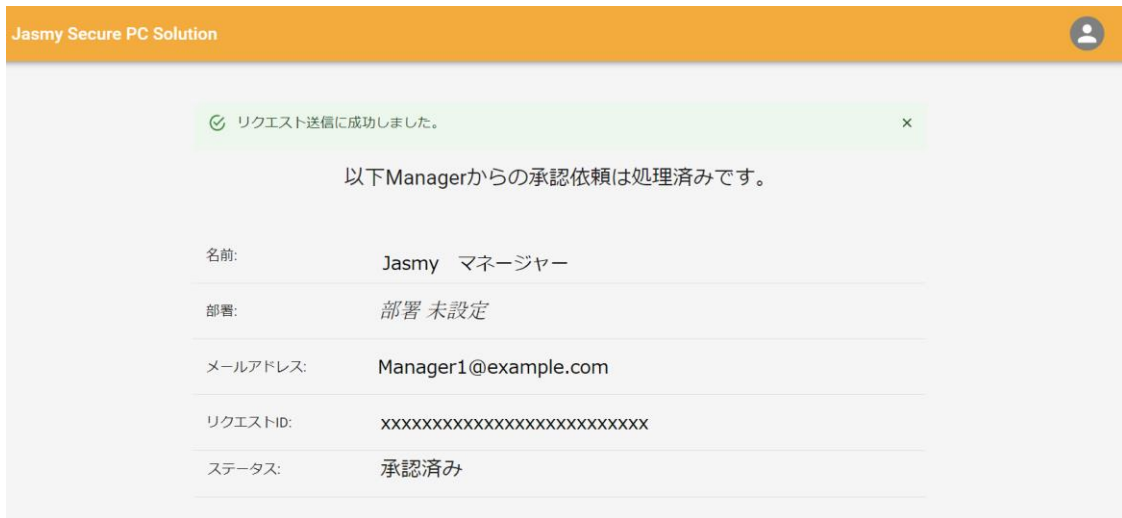 Jasmy Secure PC Solution
リクエスト送信に成功しました。 ×
以下Managerからの承認依頼は処理済みです。
名前: Jasmy　マネージャー
部署: 部署 未設定
メールアドレス: Manager1@example.com
リクエストID: xxxxxxxxxxxxxxxxxxxxxxxxxx
ステータス: 承認済み